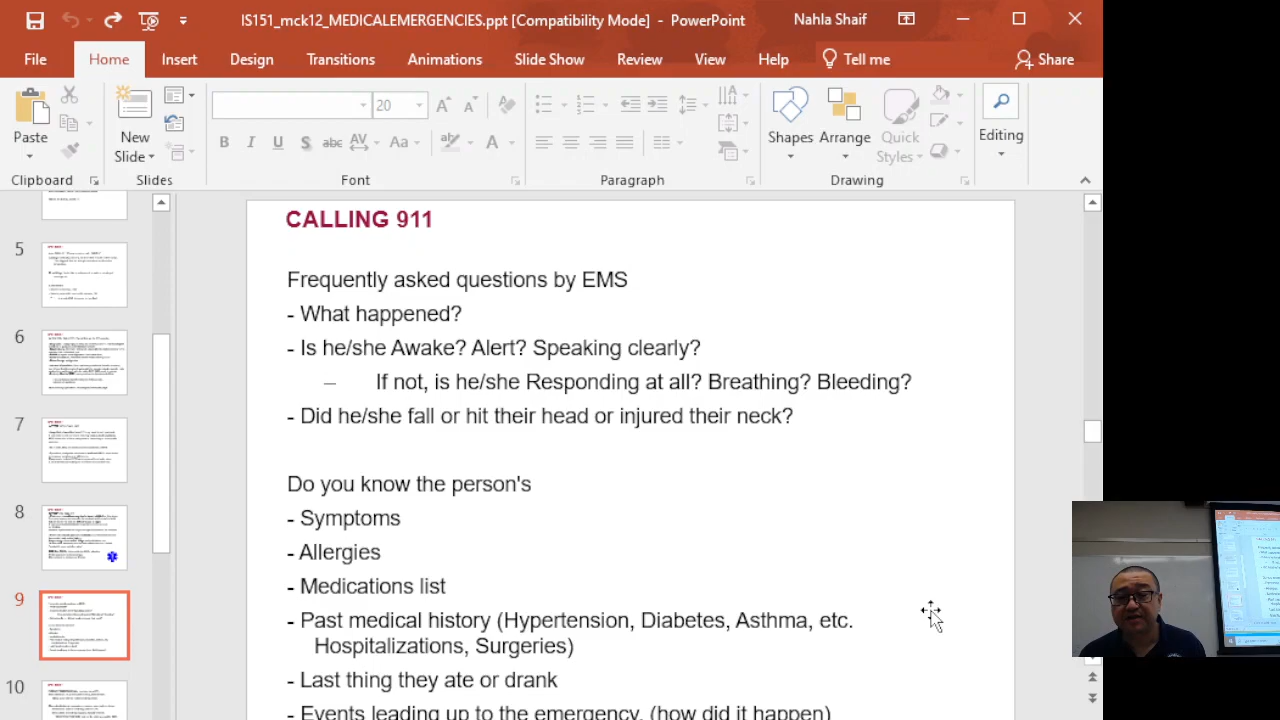 IS151_mck12_MEDICALEMERGENCIES.ppt [Compatibility Mode] - PowerPoint
Nahla Shaif
File Home Insert Design Transitions Animations Slide Show Review View Help Tell me Share
20
Paste
New
Slide
Shapes
Arrange
Quick
Styles
Editing
B I U S abc AV Aa A
Clipboard Slides Font Paragraph Drawing
5
6
7
8
9
10
CALLING 911
Frequently asked questions by EMS
- What happened?
- Is he/she Awake? Alert? Speaking clearly?
– If not, is he/she Responding at all? Breathing? Bleeding?
- Did he/she fall or hit their head or injured their neck?
Do you know the person's
- Symptoms
- Allergies
- Medications list
- Past medical history (Hypertension, Diabetes, Asthma, etc.
Hospitalizations, Surgeries)
- Last thing they ate or drank
- Events leading up to the emergency. (how did it happen)